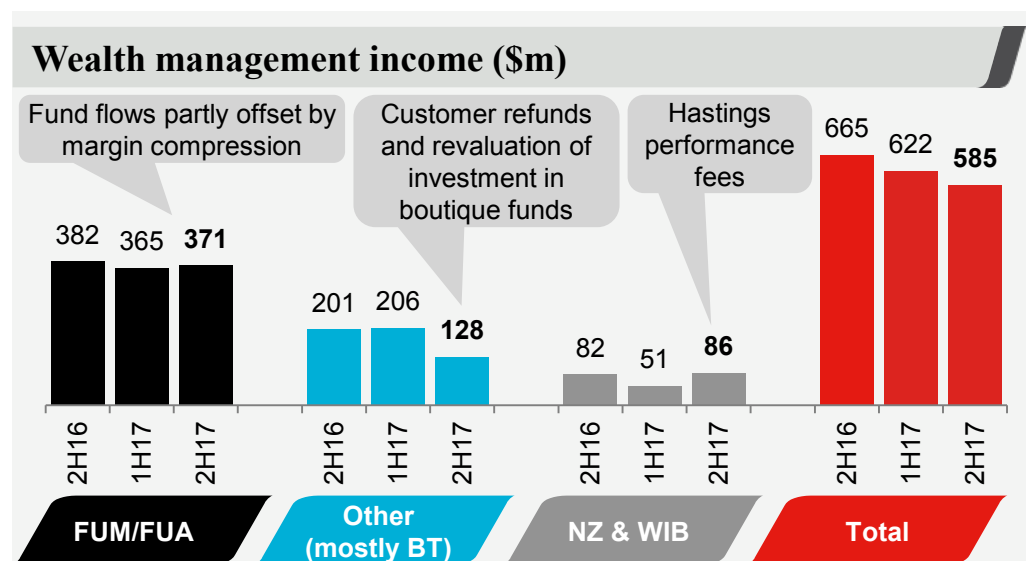 Wealth management income ($m)
Fund flows partly offset by
margin compression
Customer refunds
and revaluation of
investment in
boutique funds
Hastings
performance
fees
382
365
371
201
206
128
82
51
86
665
622
585
2H16
1H17
2H17
2H16
1H17
2H17
2H16
1H17
2H17
2H16
1H17
2H17
FUM/FUA
Other
(mostly BT)
NZ & WIB
Total